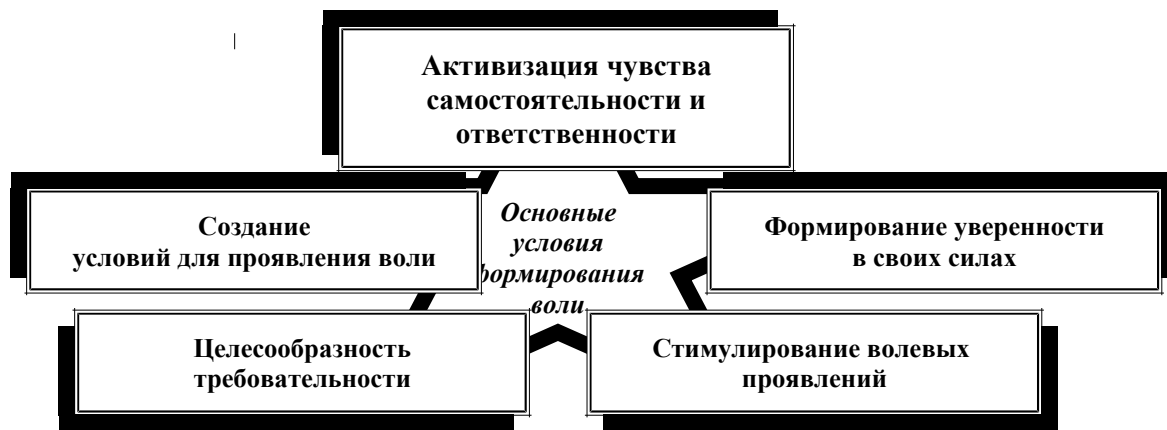 Активизация чувства
самостоятельности и
ответственности
Создание
условий для проявления воли
Основные
условия
формирования
воли
Формирование уверенности
в своих силах
Целесообразность
требовательности
Стимулирование волевых
проявлений